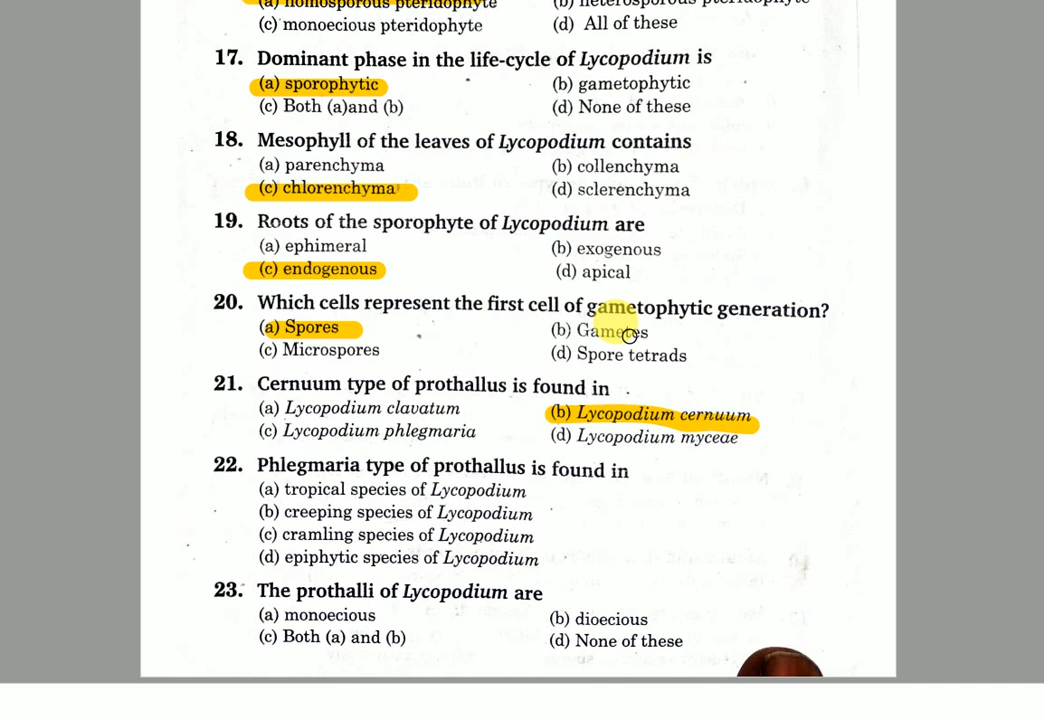 (a) homosporous pteridophyte (b) heterosporous pteridophyte
(c) monoecious pteridophyte (d) All of these
17. Dominant phase in the life-cycle of Lycopodium is
(a) sporophytic (b) gametophytic
(c) Both (a)and (b) (d) None of these
18. Mesophyll of the leaves of Lycopodium contains
(a) parenchyma (b) collenchyma
(c) chlorenchyma (d) sclerenchyma
19. Roots of the sporophyte of Lycopodium are
(a) ephimeral (b) exogenous
(c) endogenous (d) apical
20. Which cells represent the first cell of gametophytic generation?
(a) Spores (b) Gametes
(c) Microspores (d) Spore tetrads
21. Cernuum type of prothallus is found in
(a) Lycopodium clavatum (b) Lycopodium cernuum
(c) Lycopodium phlegmaria (d) Lycopodium myceae
22. Phlegmaria type of prothallus is found in
(a) tropical species of Lycopodium
(b) creeping species of Lycopodium
(c) cramling species of Lycopodium
(d) epiphytic species of Lycopodium
23. The prothalli of Lycopodium are
(a) monoecious (b) dioecious
(c) Both (a) and (b) (d) None of these